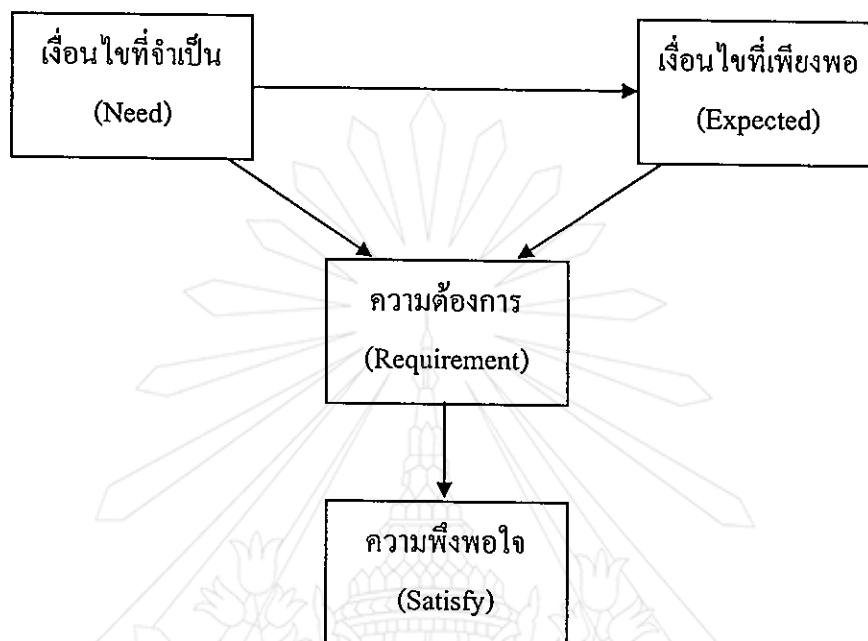 เงื่อนไขที่จำเป็น
(Need)
เงื่อนไขที่เพียงพอ
(Expected)
ความต้องการ
(Requirement)
ความพึงพอใจ
(Satisfy)